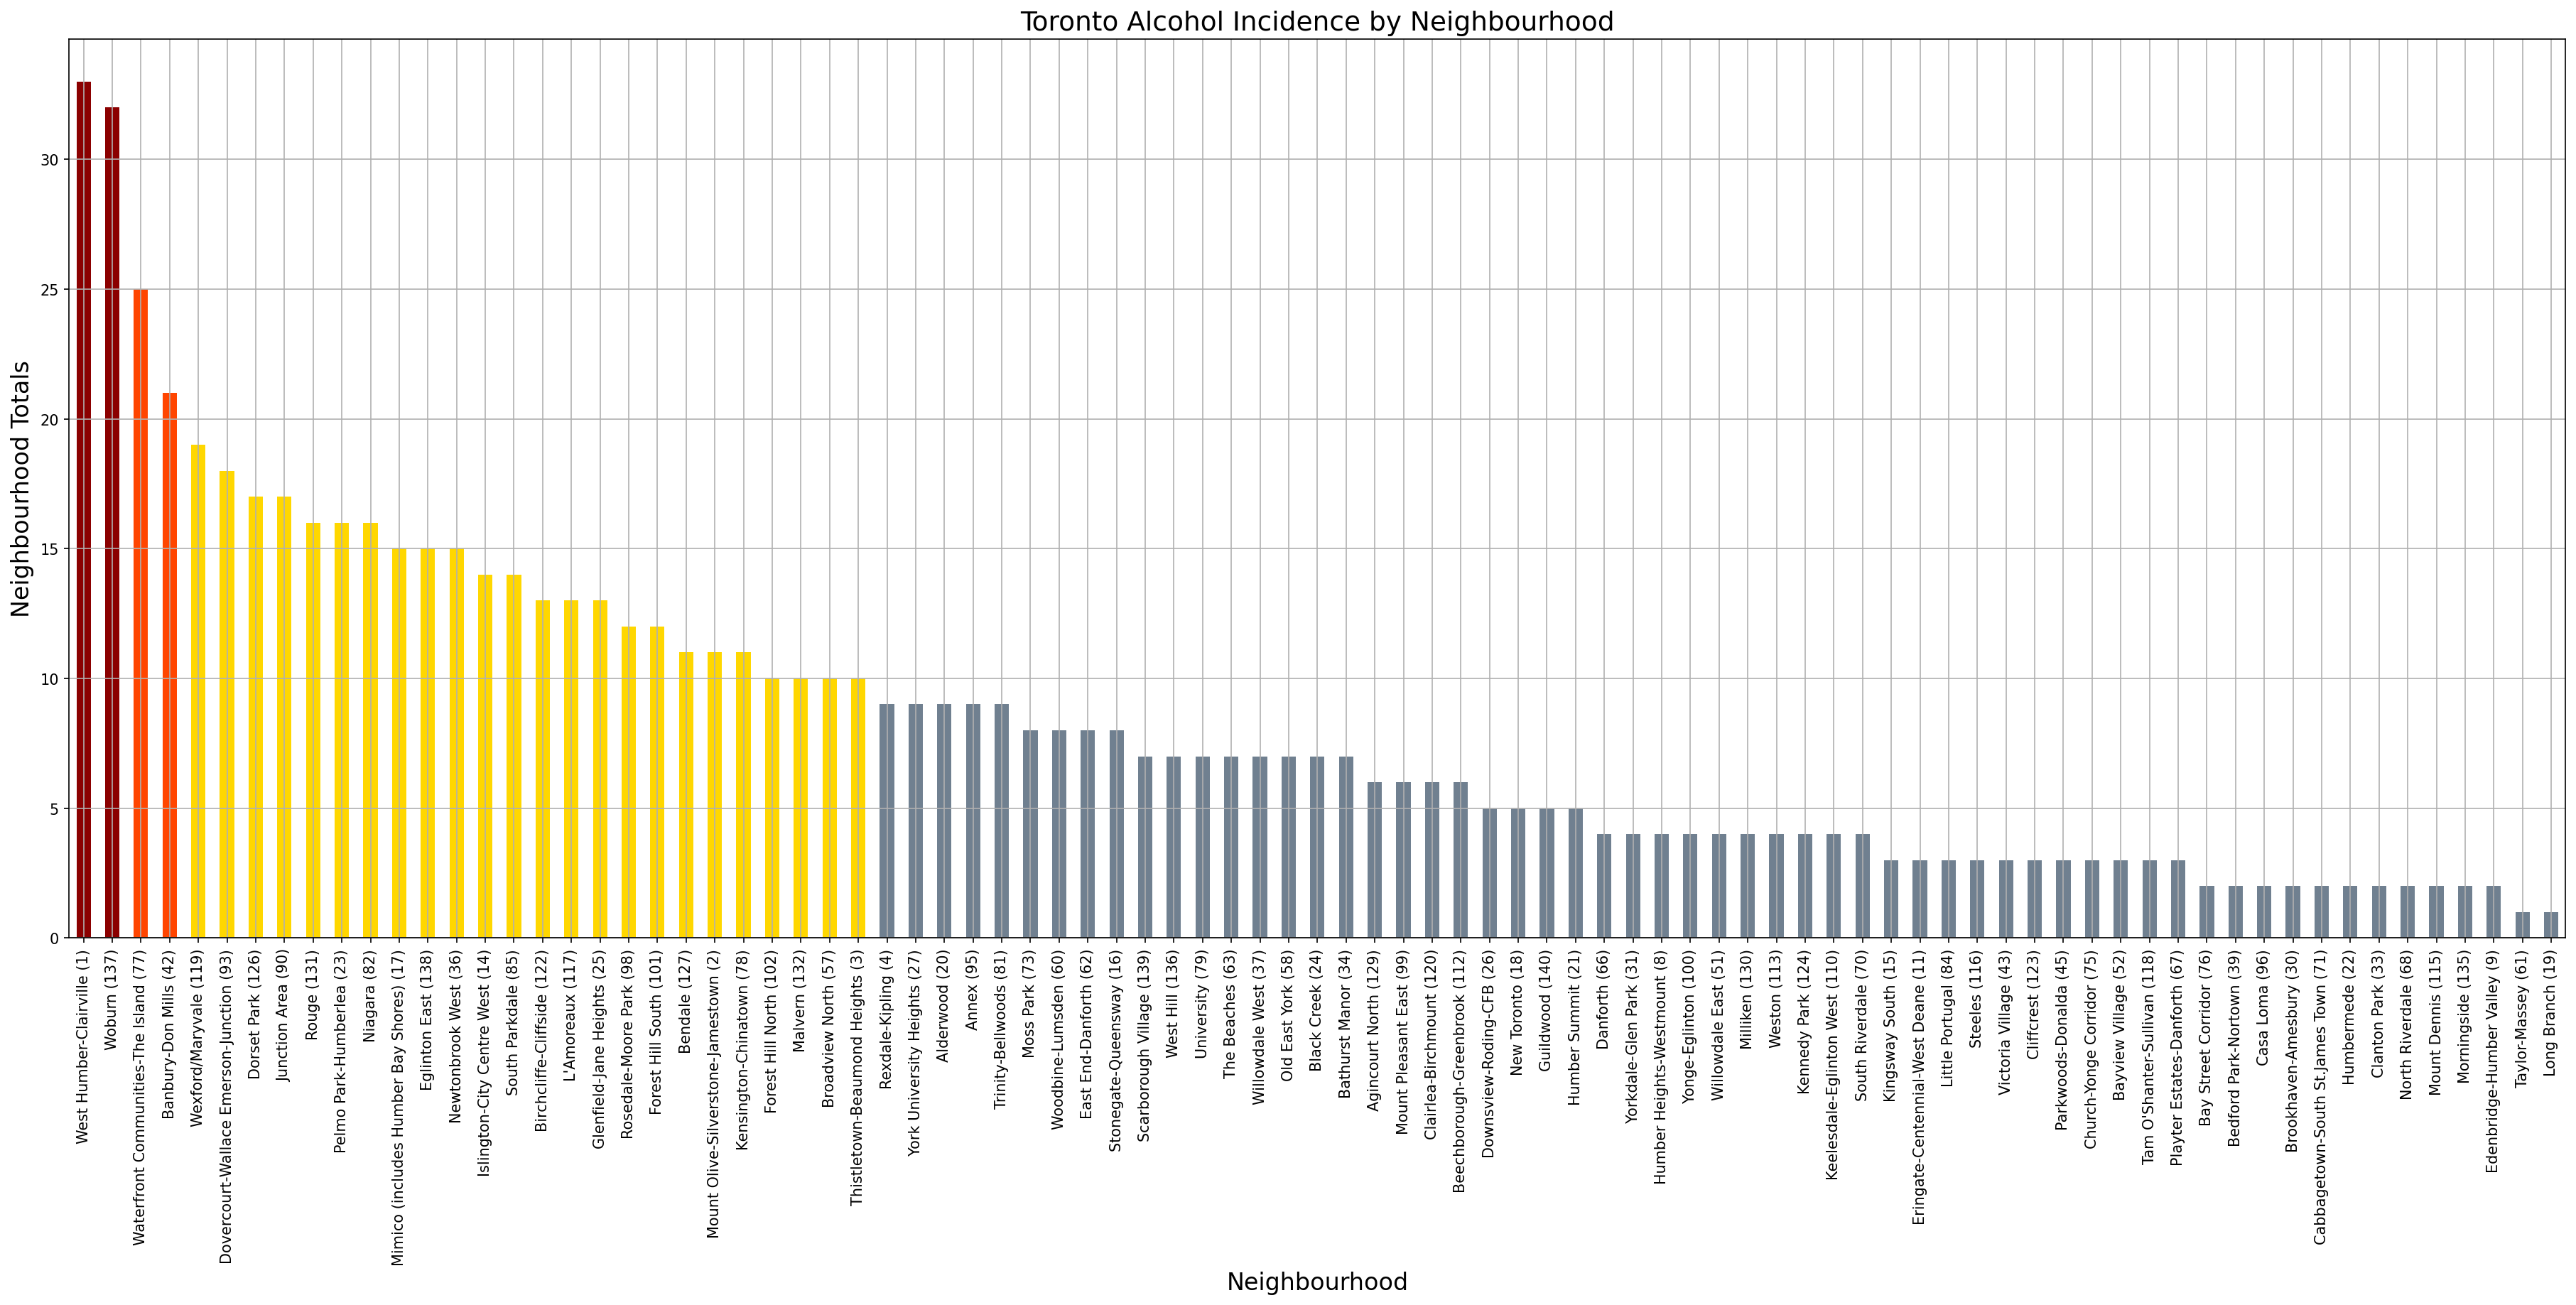 Toronto Alcohol Incidence by Neighbourhood
Neighbourhood Totals
30
25
20
15
10
5
0
West Humber-Clairville (1)
Woburn (137)
Waterfront Communities-The Island (77)
Banbury-Don Mills (42)
Wexford/Maryvale (119)
Dovercourt-Wallace Emerson-Junction (93)
Dorset Park (126)
Junction Area (90)
Rouge (131)
Pelmo Park-Humberlea (23)
Niagara (82)
Mimico (includes Humber Bay Shores) (17)
Eglinton East (138)
Newtonbrook West (36)
Islington-City Centre West (14)
South Parkdale (85)
Birchcliffe-Cliffside (122)
L'Amoreaux (117)
Glenfield-Jane Heights (25)
Rosedale-Moore Park (98)
Forest Hill South (101)
Bendale (127)
Mount Olive-Silverstone-Jamestown (2)
Kensington-Chinatown (78)
Forest Hill North (102)
Malvern (132)
Broadview North (57)
Thistletown-Beaumond Heights (3)
Rexdale-Kipling (4)
York University Heights (27)
Alderwood (20)
Annex (95)
Trinity-Bellwoods (81)
Moss Park (73)
Woodbine-Lumsden (60)
East End-Danforth (62)
Stonegate-Queensway (16)
Scarborough Village (139)
West Hill (136)
University (79)
The Beaches (63)
Willowdale West (37)
Old East York (58)
Black Creek (24)
Bathurst Manor (34)
Agincourt North (129)
Mount Pleasant East (99)
Clairlea-Birchmount (120)
Beechborough-Greenbrook (112)
Downsview-Roding-CFB (26)
New Toronto (18)
Guildwood (140)
Humber Summit (21)
Danforth (66)
Yorkdale-Glen Park (31)
Humber Heights-Westmount (8)
Yonge-Eglinton (100)
Willowdale East (51)
Milliken (130)
Weston (113)
Kennedy Park (124)
Keelesdale-Eglinton West (110)
South Riverdale (70)
Kingsway South (15)
Eringate-Centennial-West Deane (11)
Little Portugal (84)
Steeles (116)
Victoria Village (43)
Cliffcrest (123)
Parkwoods-Donalda (45)
Church-Yonge Corridor (75)
Bayview Village (52)
Tam O'Shanter-Sullivan (118)
Playter Estates-Danforth (67)
Bay Street Corridor (76)
Bedford Park-Nortown (39)
Casa Loma (96)
Brookhaven-Amesbury (30)
Cabbagetown-South St.James Town (71)
Humbermede (22)
Clanton Park (33)
North Riverdale (68)
Mount Dennis (115)
Morningside (135)
Edenbridge-Humber Valley (9)
Taylor-Massey (61)
Long Branch (19)
Neighbourhood